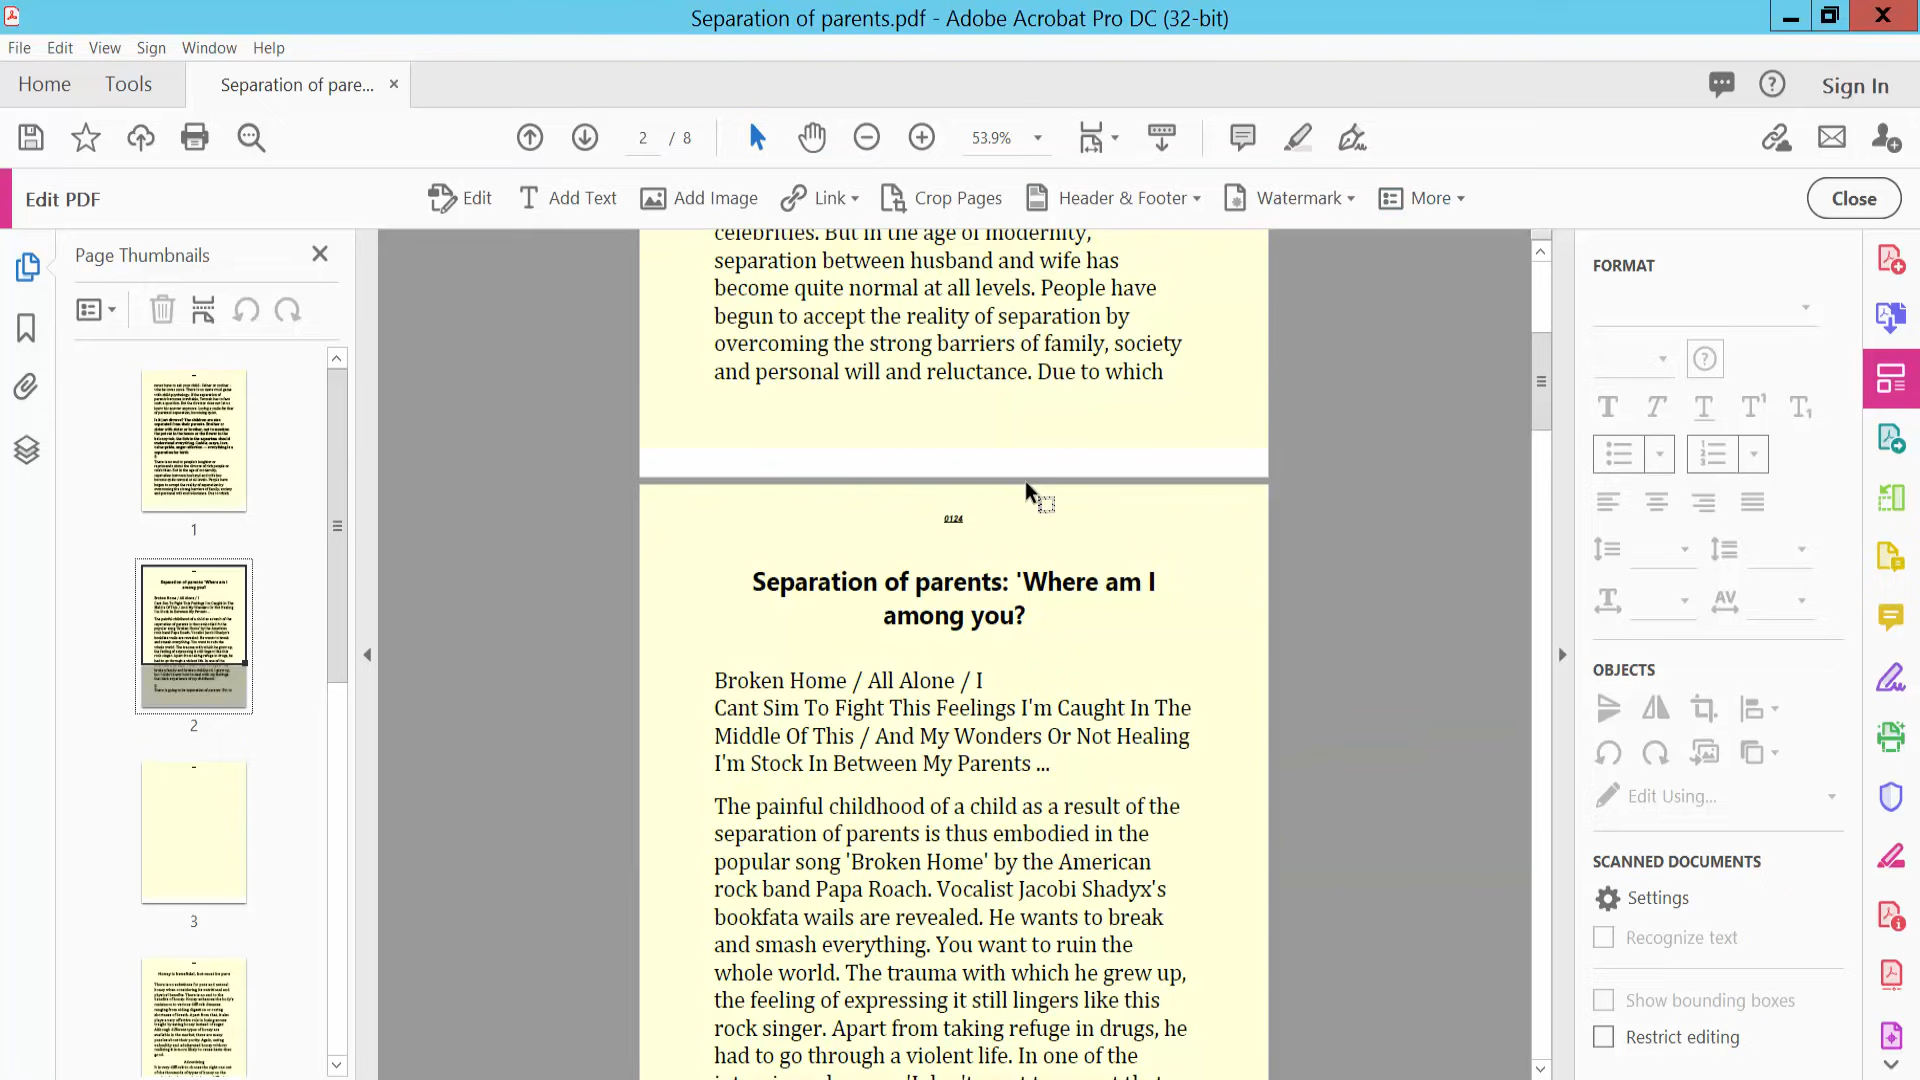 Separation of parents.pdf - Adobe Acrobat Pro DC (32-bit)
File Edit View Sign Window Help
Home Tools Separation of pare... Sign In
2 / 8 53.9%
Edit PDF Edit Add Text Add Image Link Crop Pages Header & Footer Watermark More Close
Page Thumbnails
1
2
3
Honey is beneficial, but must be pure
Advertising
celebrities. But in the age of modernity,
separation between husband and wife has
become quite normal at all levels. People have
begun to accept the reality of separation by
overcoming the strong barriers of family, society
and personal will and reluctance. Due to which
0124
Separation of parents: 'Where am I
among you?
Broken Home / All Alone / I
Cant Sim To Fight This Feelings I'm Caught In The
Middle Of This / And My Wonders Or Not Healing
I'm Stock In Between My Parents ...
The painful childhood of a child as a result of the
separation of parents is thus embodied in the
popular song 'Broken Home' by the American
rock band Papa Roach. Vocalist Jacobi Shadyx's
bookfata wails are revealed. He wants to break
and smash everything. You want to ruin the
whole world. The trauma with which he grew up,
the feeling of expressing it still lingers like this
rock singer. Apart from taking refuge in drugs, he
had to go through a violent life. In one of the
FORMAT
OBJECTS
Edit Using...
SCANNED DOCUMENTS
Settings
Recognize text
Show bounding boxes
Restrict editing